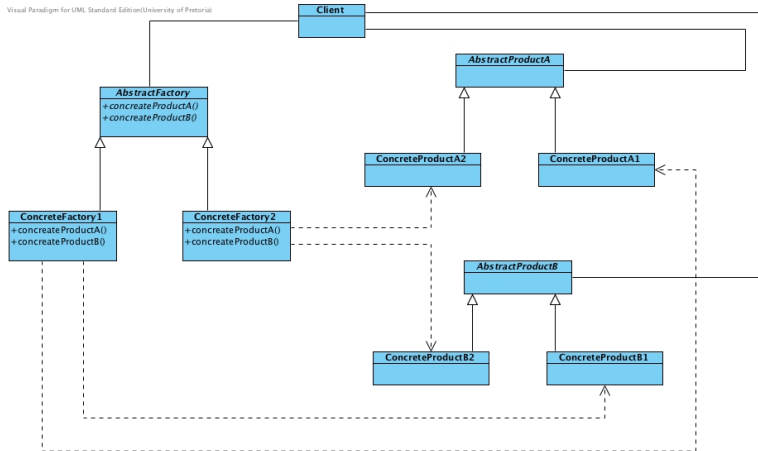 Visual Paradigm for UML Standard Edition(University of Pretoria)
Client
AbstractProductA
AbstractFactory
+concreateProductA()
+concreateProductB()
ConcreteProductA2
ConcreteProductA1
ConcreteFactory1
+concreateProductA()
+concreateProductB()
ConcreteFactory2
+concreateProductA()
+concreateProductB()
AbstractProductB
ConcreteProductB2
ConcreteProductB1